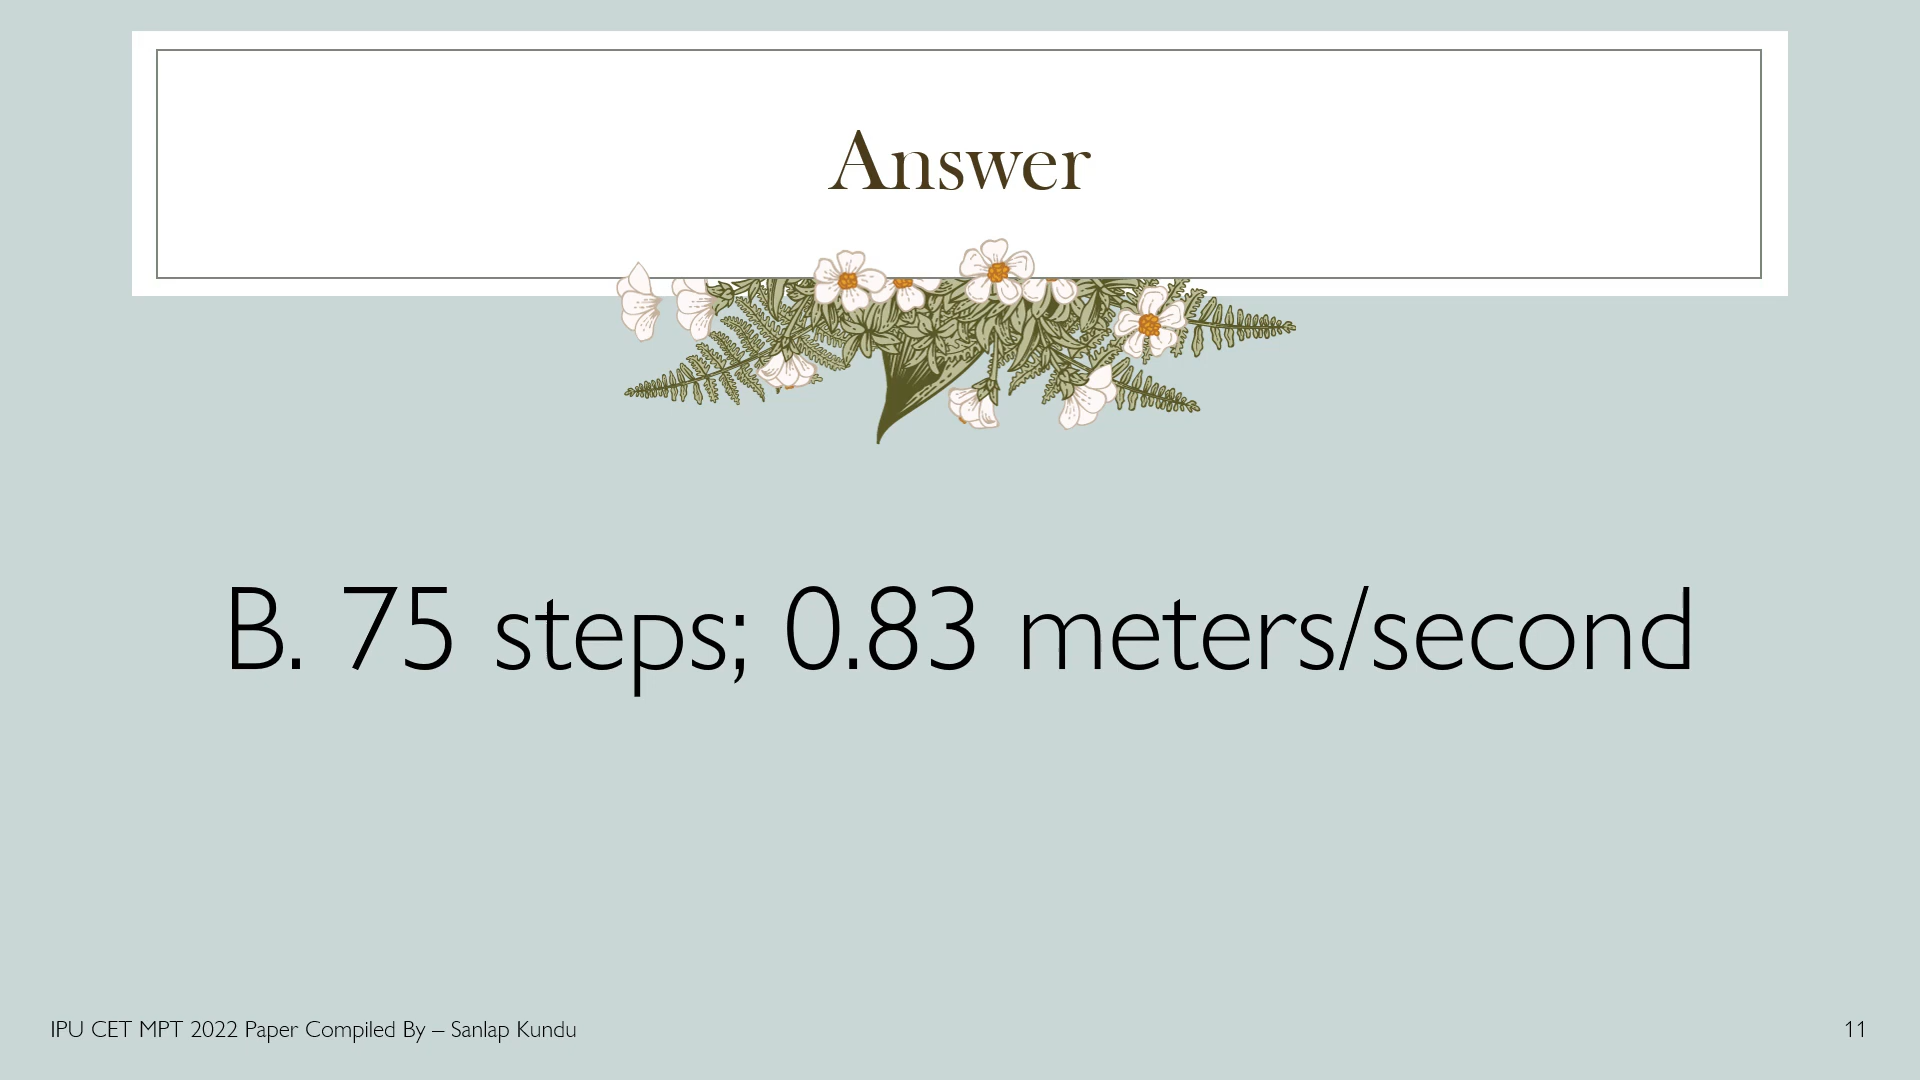 Answer
B. 75 steps; 0.83 meters/second
IPU CET MPT 2022 Paper Compiled By – Sanlap Kundu
11